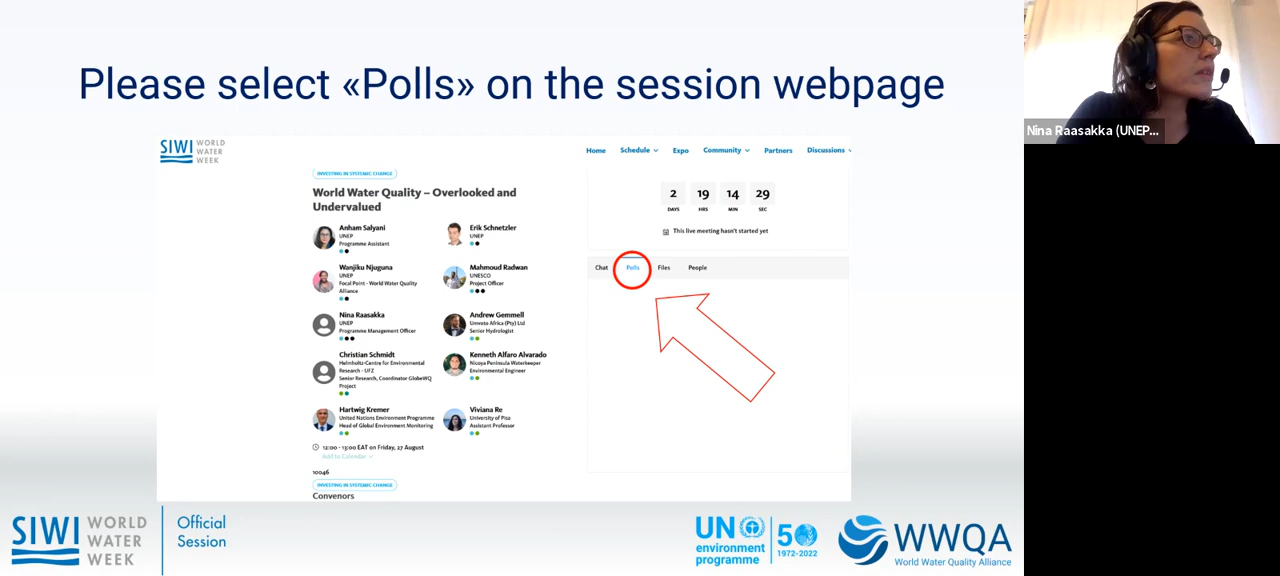 Please select «Polls» on the session webpage
Nina Raasakka (UNEP...
SIWI WORLD
WATER
WEEK
Home Schedule Expo Community Partners Discussions
INVESTING IN SYSTEMIC CHANGE
World Water Quality – Overlooked and
Undervalued
2 19 14 29
DAYS HRS MIN SEC
This live meeting hasn't started yet
Chat Polls Files People
Anham Salyani
UNEP
Programme Assistant
Erik Schnetzler
UNEP
Wanjiku Njuguna
UNEP
Focal Point - World Water Quality
Alliance
Mahmoud Radwan
UNESCO
Project Officer
Nina Raasakka
UNEP
Programme Management Officer
Andrew Gemmell
Umvoto Africa (Pty) Ltd
Senior Hydrologist
Christian Schmidt
Helmholtz-Centre for Environmental
Research - UFZ
Senior Research, Coordinator GlobeWQ
Project
Kenneth Alfaro Alvarado
Nicoya Peninsula Waterkeeper
Environmental Engineer
Hartwig Kremer
United Nations Environment Programme
Head of Global Environment Monitoring
Viviana Re
University of Pisa
Assistant Professor
12:00 - 13:00 EAT on Friday, 27 August
Add to Calendar
10046
INVESTING IN SYSTEMIC CHANGE
Convenors
SIWI WORLD
WATER
WEEK
Official
Session
UN
environment
programme
50
1972-2022
WWQA
World Water Quality Alliance